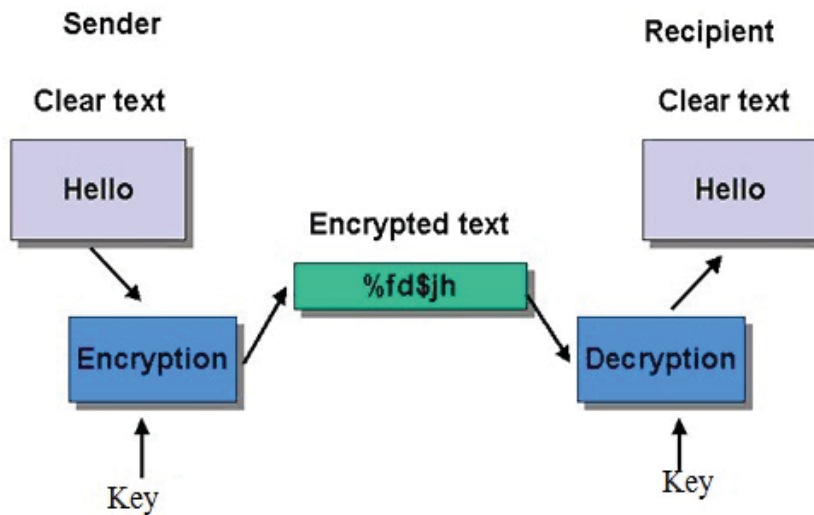 Sender
Recipient
Clear text
Clear text
Hello
Hello
Encrypted text
%fd$jh
Encryption
Decryption
Key
Key